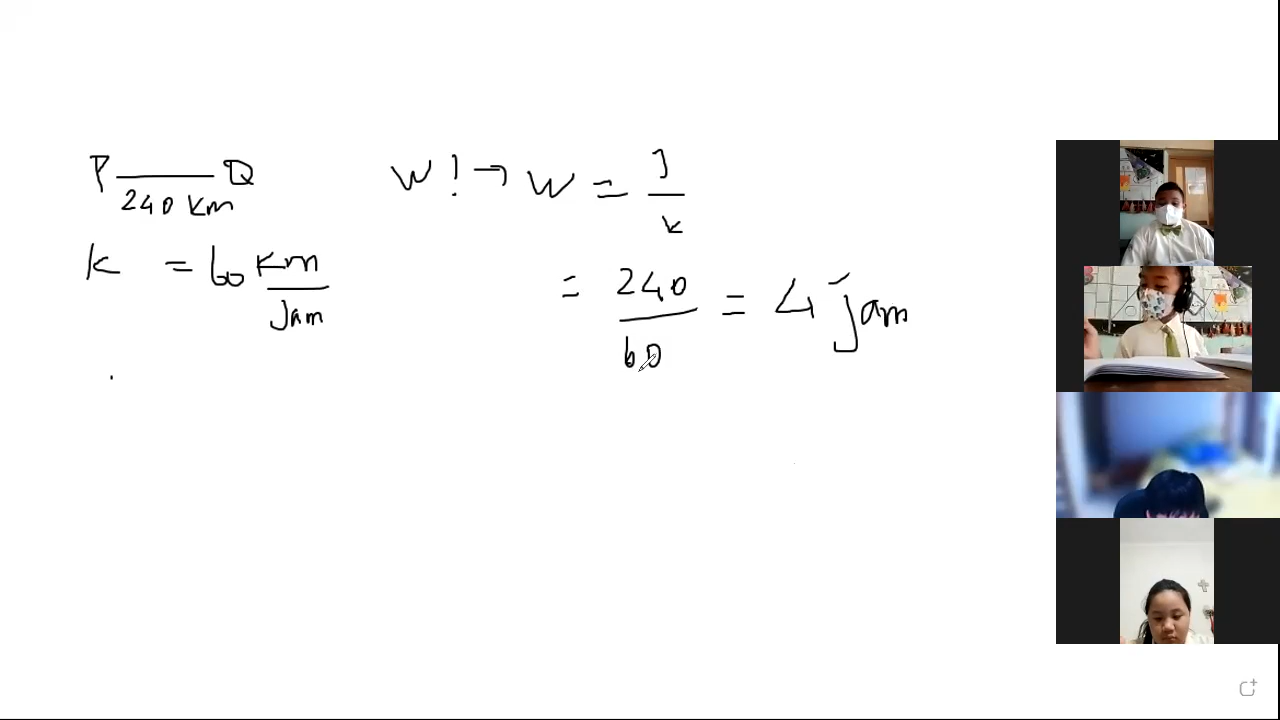 P Q
240 km
k = 60 km
jam
w ! → w = J
k
= 240
60
= 4 jam